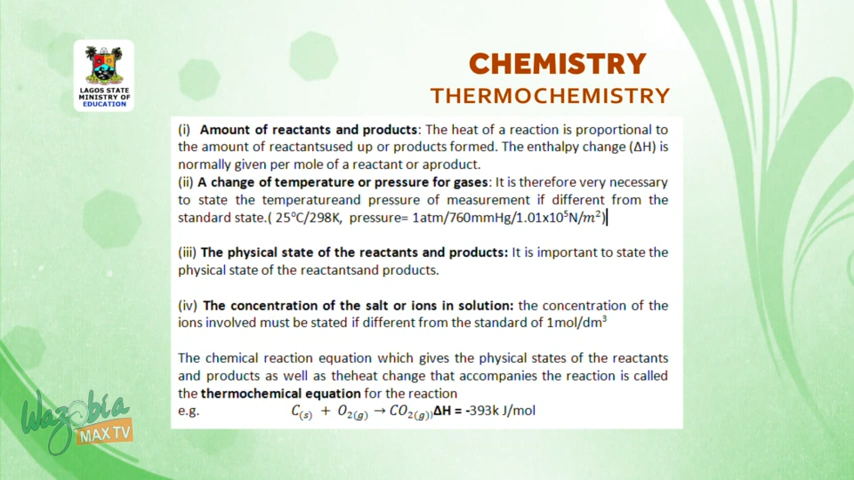 LAGOS STATE
MINISTRY OF
EDUCATION
CHEMISTRY
THERMOCHEMISTRY
(i) Amount of reactants and products: The heat of a reaction is proportional to
the amount of reactantsused up or products formed. The enthalpy change (ΔH) is
normally given per mole of a reactant or aproduct.
(ii) A change of temperature or pressure for gases: It is therefore very necessary
to state the temperatureand pressure of measurement if different from the
standard state.( 25°C/298K, pressure= 1atm/760mmHg/1.01x10⁵N/m²)
(iii) The physical state of the reactants and products: It is important to state the
physical state of the reactantsand products.
(iv) The concentration of the salt or ions in solution: the concentration of the
ions involved must be stated if different from the standard of 1mol/dm³
The chemical reaction equation which gives the physical states of the reactants
and products as well as theheat change that accompanies the reaction is called
the thermochemical equation for the reaction
e.g. C₍s₎ + O₂₍g₎ → CO₂₍g₎₎ΔH = -393k J/mol
Wazobia
MAX TV